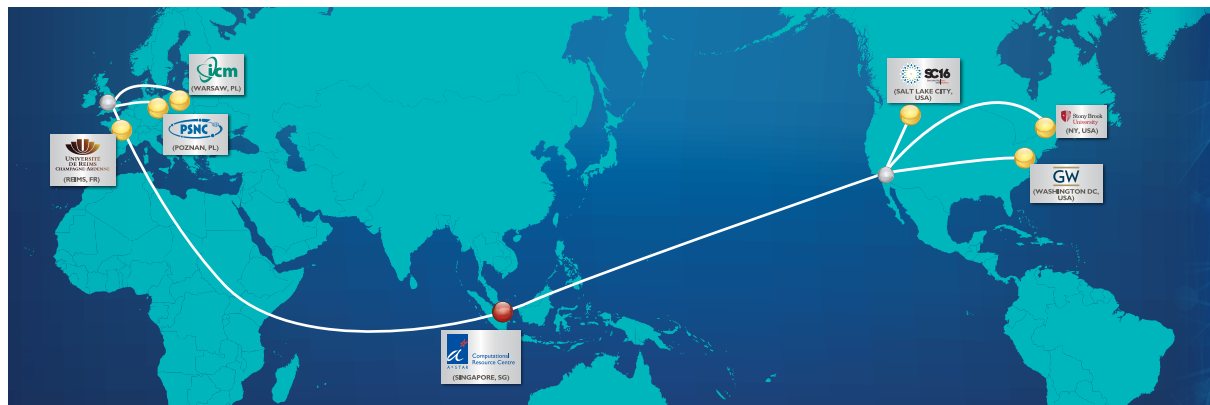 icm
(WARSAW, PL)
PSNC
(POZNAN, PL)
UNIVERSITÉ
DE REIMS
CHAMPAGNE ARDENNE
(REIMS, FR)
a
A★STAR
Computational
Resource Centre
(SINGAPORE, SG)
SC16
(SALT LAKE CITY,
USA)
Stony Brook
University
(NY, USA)
GW
(WASHINGTON DC,
USA)